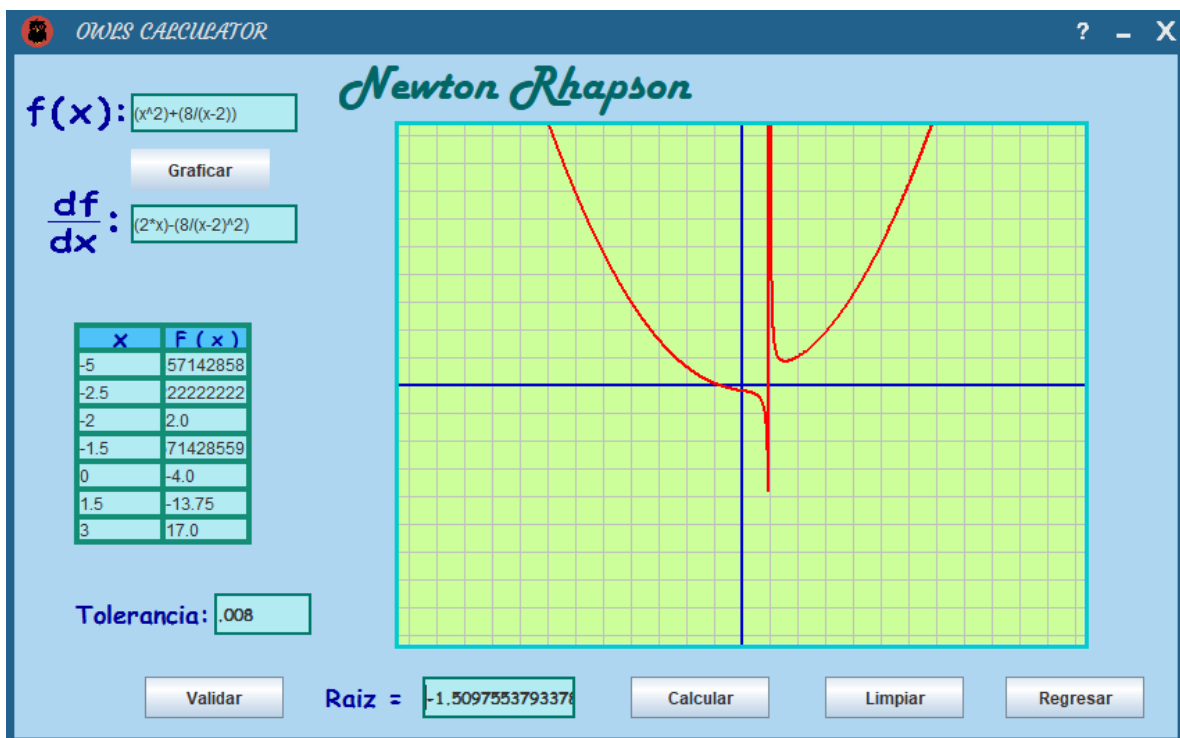 OWLS CALCULATOR
? – X
Newton Rhapson
f(x): (x^2)+(8/(x-2))
Graficar
df
dx : (2*x)-(8/(x-2)^2)
X F(x)
-5 57142858
-2.5 22222222
-2 2.0
-1.5 71428559
0 -4.0
1.5 -13.75
3 17.0
Tolerancia: .008
Validar Raiz = -1.5097553793378 Calcular Limpiar Regresar